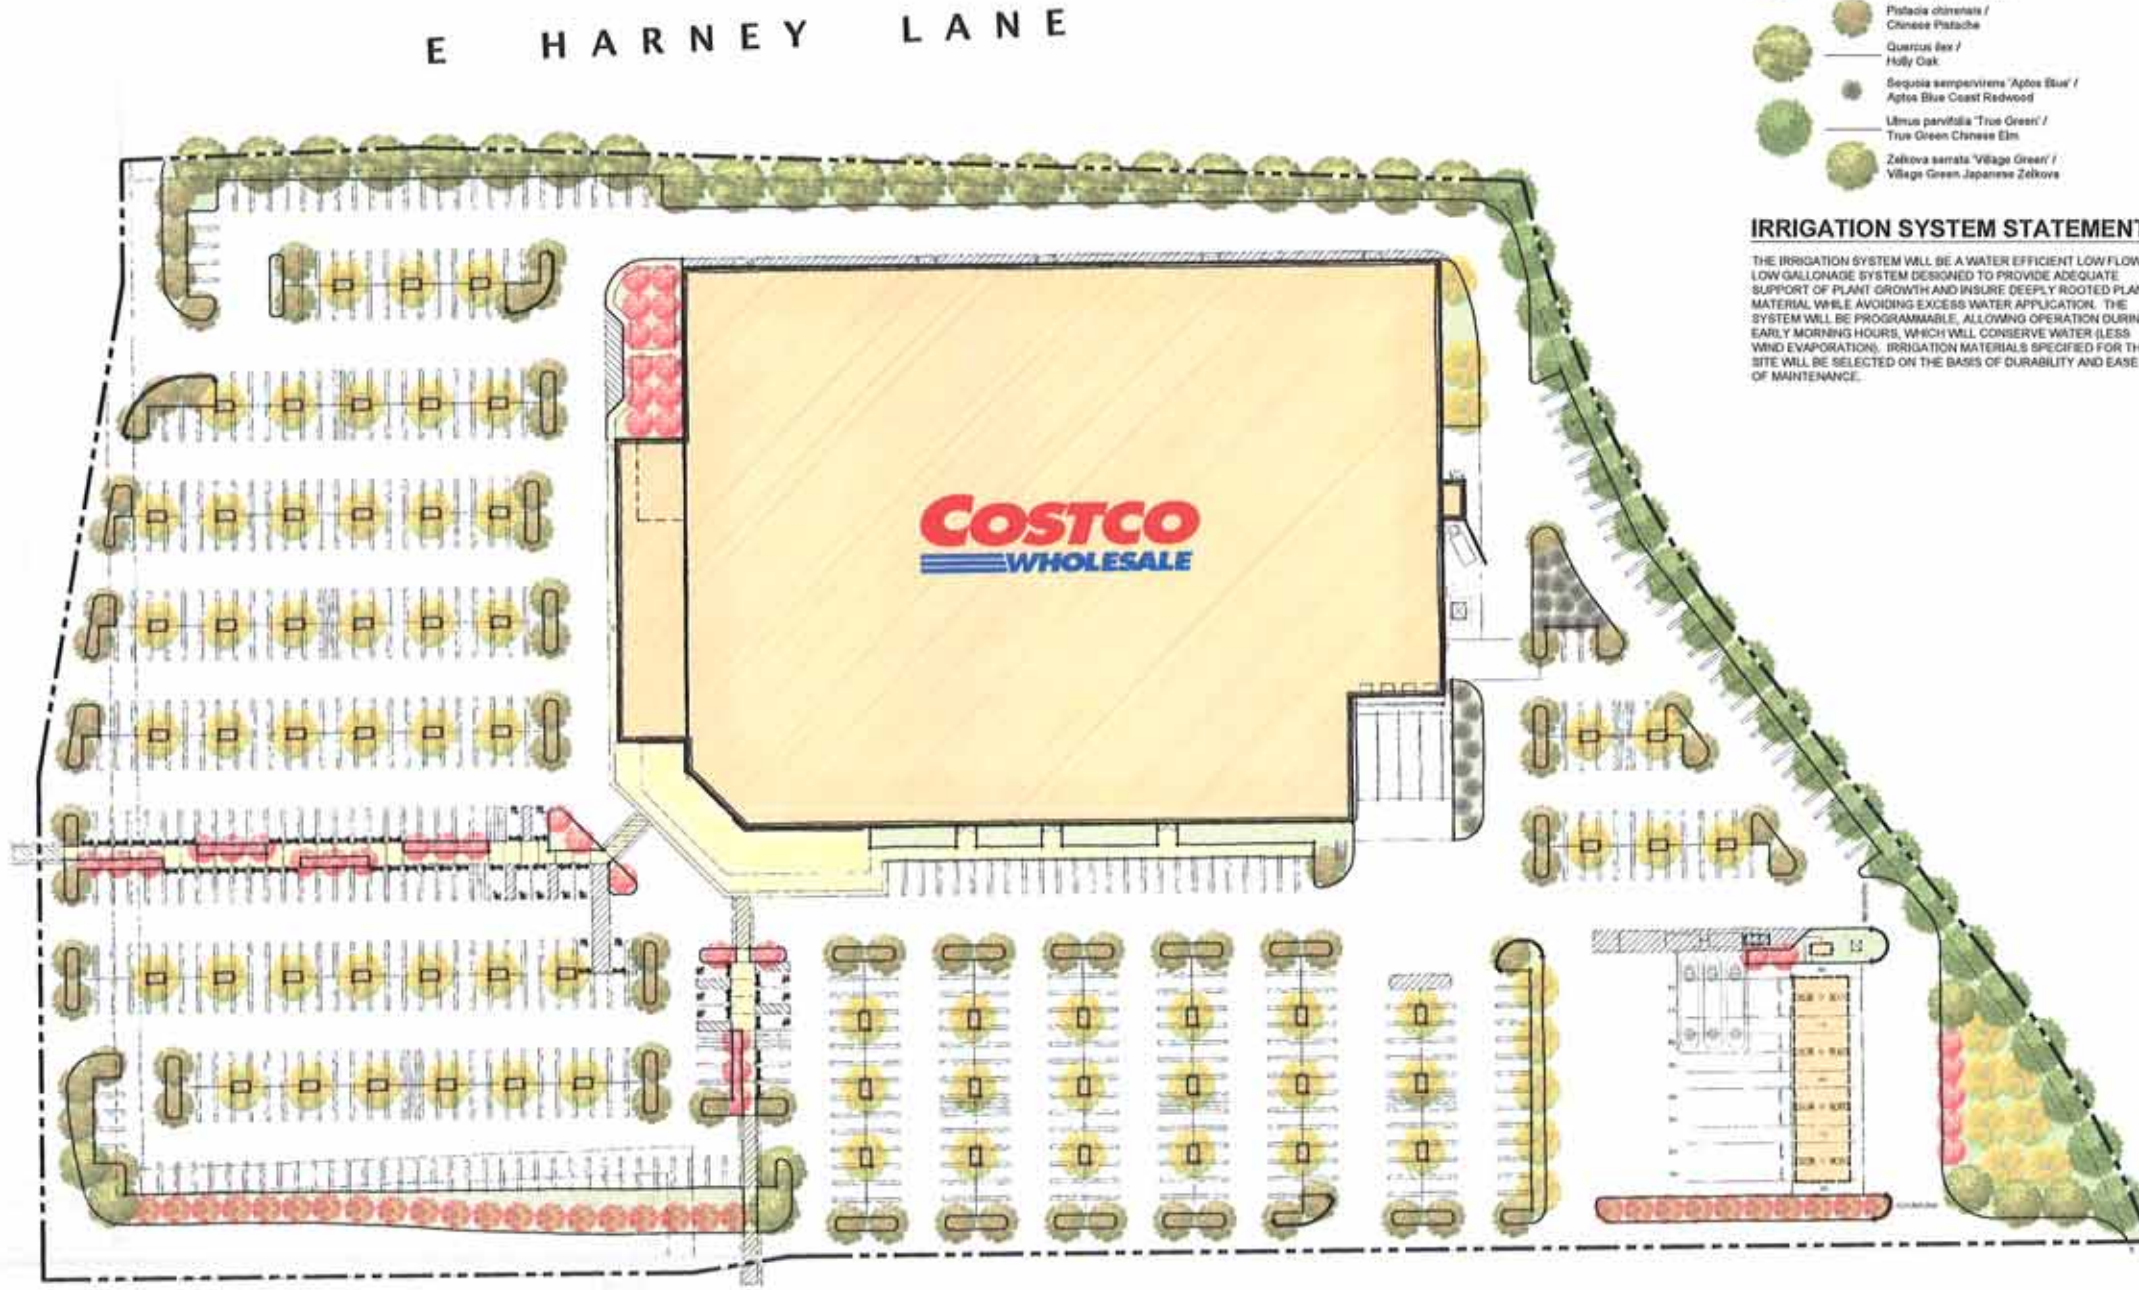 E HARNEY LANE
Pistacia chinensis /
Chinese Pistache
Quercus ilex /
Holly Oak
Sequoia sempervirens 'Aptos Blue' /
Aptos Blue Coast Redwood
Ulmus parvifolia 'True Green' /
True Green Chinese Elm
Zelkova serrata 'Village Green' /
Village Green Japanese Zelkova
IRRIGATION SYSTEM STATEMENT
THE IRRIGATION SYSTEM WILL BE A WATER EFFICIENT LOW FLOW
LOW GALLONAGE SYSTEM DESIGNED TO PROVIDE ADEQUATE
SUPPORT OF PLANT GROWTH AND INSURE DEEPLY ROOTED PLAN
MATERIAL WHILE AVOIDING EXCESS WATER APPLICATION. THE
SYSTEM WILL BE PROGRAMMABLE, ALLOWING OPERATION DURIN
EARLY MORNING HOURS, WHICH WILL CONSERVE WATER (LESS
WIND EVAPORATION). IRRIGATION MATERIALS SPECIFIED FOR TH
SITE WILL BE SELECTED ON THE BASIS OF DURABILITY AND EASE
OF MAINTENANCE.
COSTCO
WHOLESALE